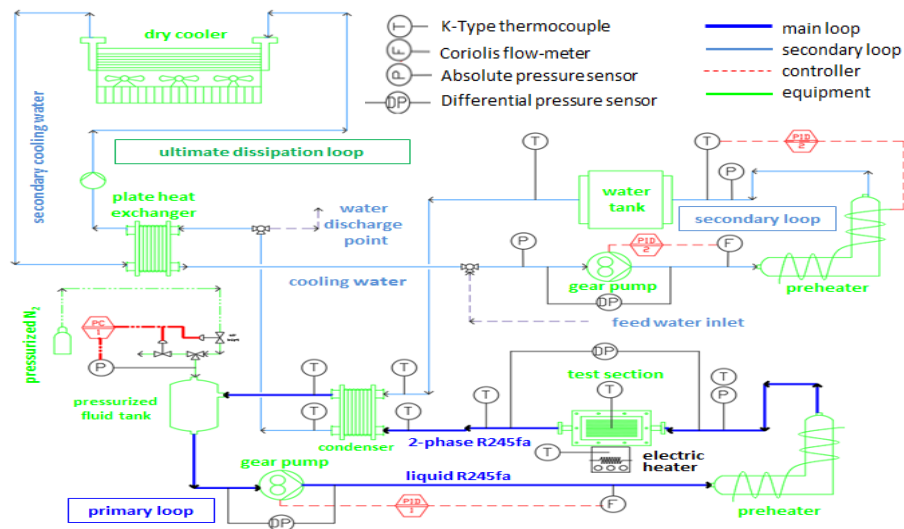 dry cooler
T
K-Type thermocouple
F
Coriolis flow-meter
P
Absolute pressure sensor
DP
Differential pressure sensor
main loop
secondary loop
controller
equipment
secondary cooling water
ultimate dissipation loop
plate heat
exchanger
water
discharge
point
T
T
P
PID
2
water
tank
secondary loop
cooling water
P
PID
2
F
gear pump
DP
preheater
feed water inlet
pressurized N2
PC
1
P
pressurized
fluid tank
T
T
T
T
condenser
T
DP
test section
T
T
P
2-phase R245fa
T
electric
heater
gear pump
liquid R245fa
primary loop
DP
PID
1
F
preheater